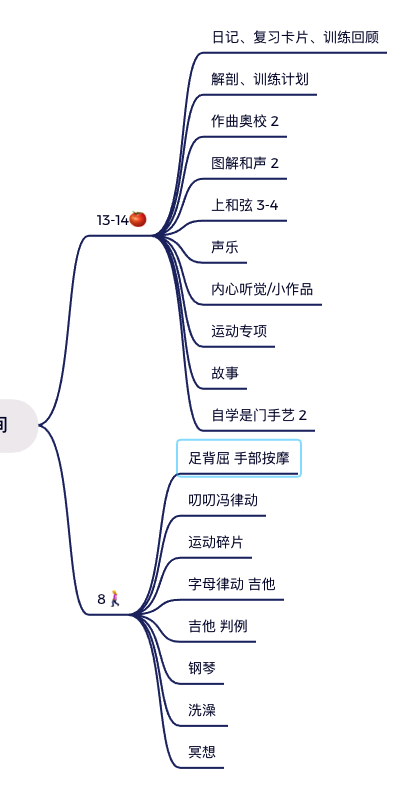 日记、复习卡片、训练回顾
解剖、训练计划
作曲奥校 2
图解和声 2
上和弦 3-4
13-14🍅
声乐
内心听觉/小作品
运动专项
故事
自学是门手艺 2
间
足背屈 手部按摩
叨叨冯律动
运动碎片
字母律动 吉他
8
吉他 判例
钢琴
洗澡
冥想